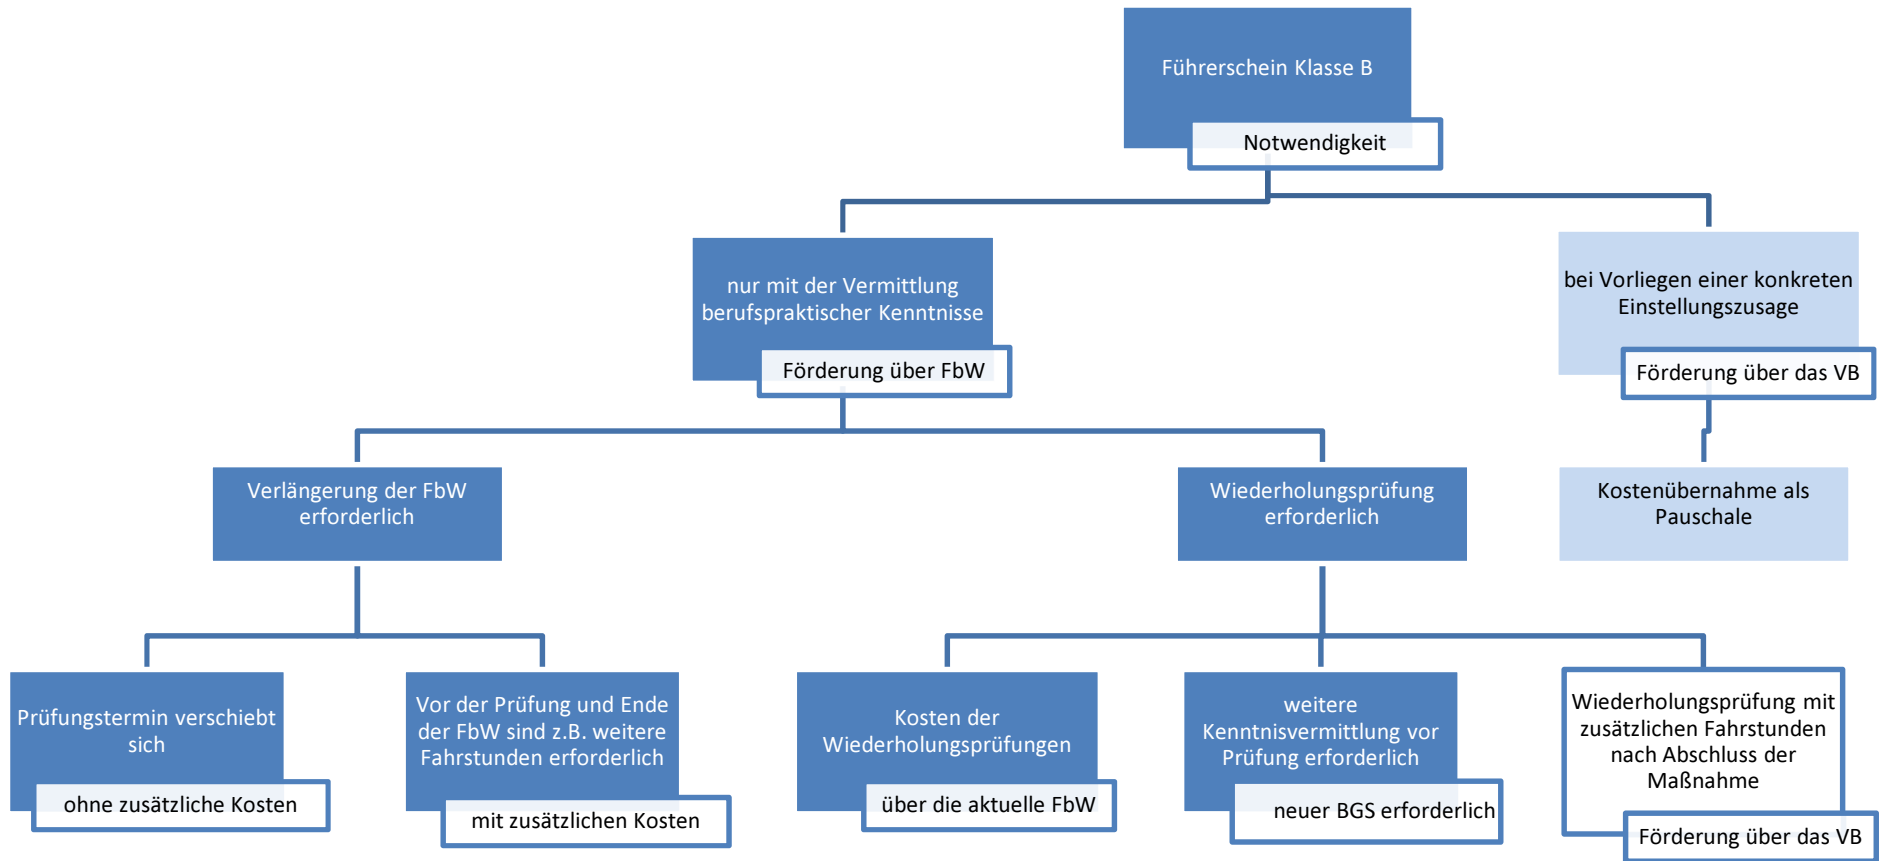 Führerschein Klasse B
Notwendigkeit
nur mit der Vermittlung
berufspraktischer Kenntnisse
Förderung über FbW
bei Vorliegen einer konkreten
Einstellungszusage
Förderung über das VB
Verlängerung der FbW
erforderlich
Wiederholungsprüfung
erforderlich
Kostenübernahme als
Pauschale
Prüfungstermin verschiebt
sich
ohne zusätzliche Kosten
Vor der Prüfung und Ende
der FbW sind z.B. weitere
Fahrstunden erforderlich
mit zusätzlichen Kosten
Kosten der
Wiederholungsprüfungen
über die aktuelle FbW
weitere
Kenntnisvermittlung vor
Prüfung erforderlich
neuer BGS erforderlich
Wiederholungsprüfung mit
zusätzlichen Fahrstunden
nach Abschluss der
Maßnahme
Förderung über das VB